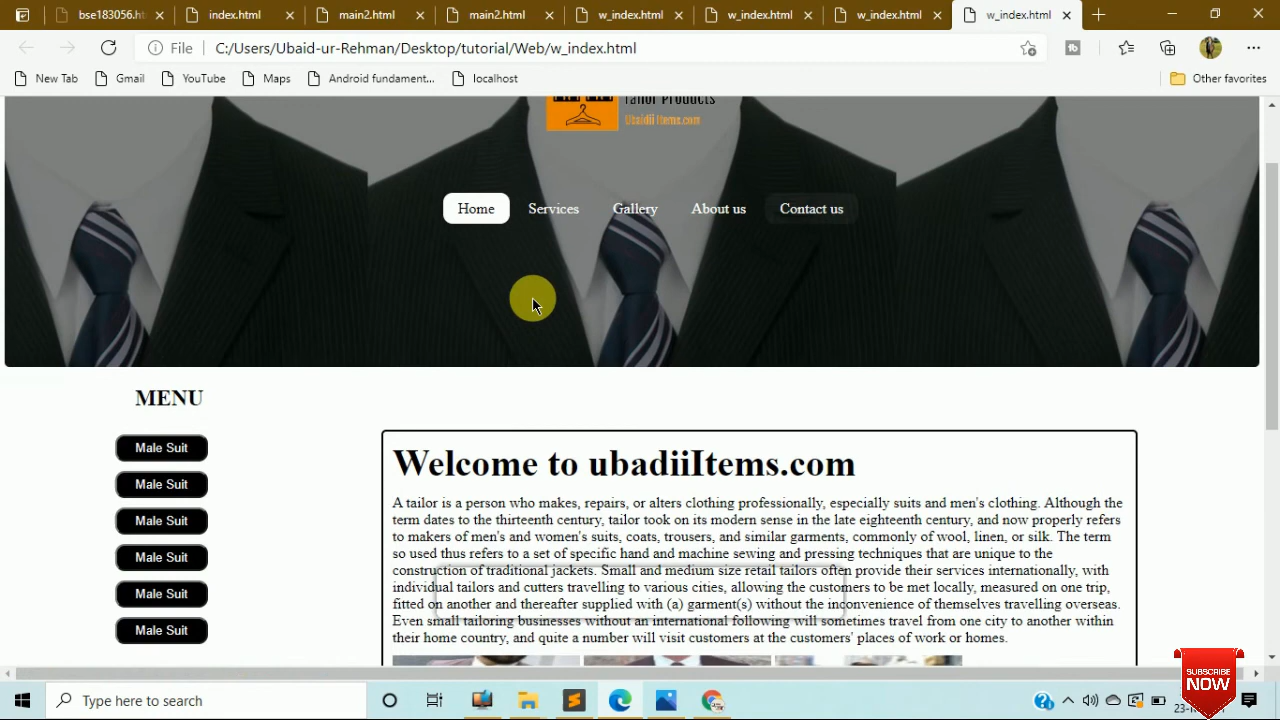 bse183056.ht
index.html
main2.html
main2.html
w_index.html
w_index.html
w_index.html
w_index.html
File
C:/Users/Ubaid-ur-Rehman/Desktop/tutorial/Web/w_index.html
New Tab
Gmail
YouTube
Maps
Android fundament...
localhost
Other favorites
Tailor Products
Ubaidii Items.com
Home
Services
Gallery
About us
Contact us
MENU
Male Suit
Male Suit
Male Suit
Male Suit
Male Suit
Male Suit
Welcome to ubadiiItems.com
A tailor is a person who makes, repairs, or alters clothing professionally, especially suits and men's clothing. Although the
term dates to the thirteenth century, tailor took on its modern sense in the late eighteenth century, and now properly refers
to makers of men's and women's suits, coats, trousers, and similar garments, commonly of wool, linen, or silk. The term
so used thus refers to a set of specific hand and machine sewing and pressing techniques that are unique to the
construction of traditional jackets. Small and medium size retail tailors often provide their services internationally, with
individual tailors and cutters travelling to various cities, allowing the customers to be met locally, measured on one trip,
fitted on another and thereafter supplied with (a) garment(s) without the inconvenience of themselves travelling overseas.
Even small tailoring businesses without an international following will sometimes travel from one city to another within
their home country, and quite a number will visit customers at the customers' places of work or homes.
Type here to search
23-
SUBSCRIBE
NOW